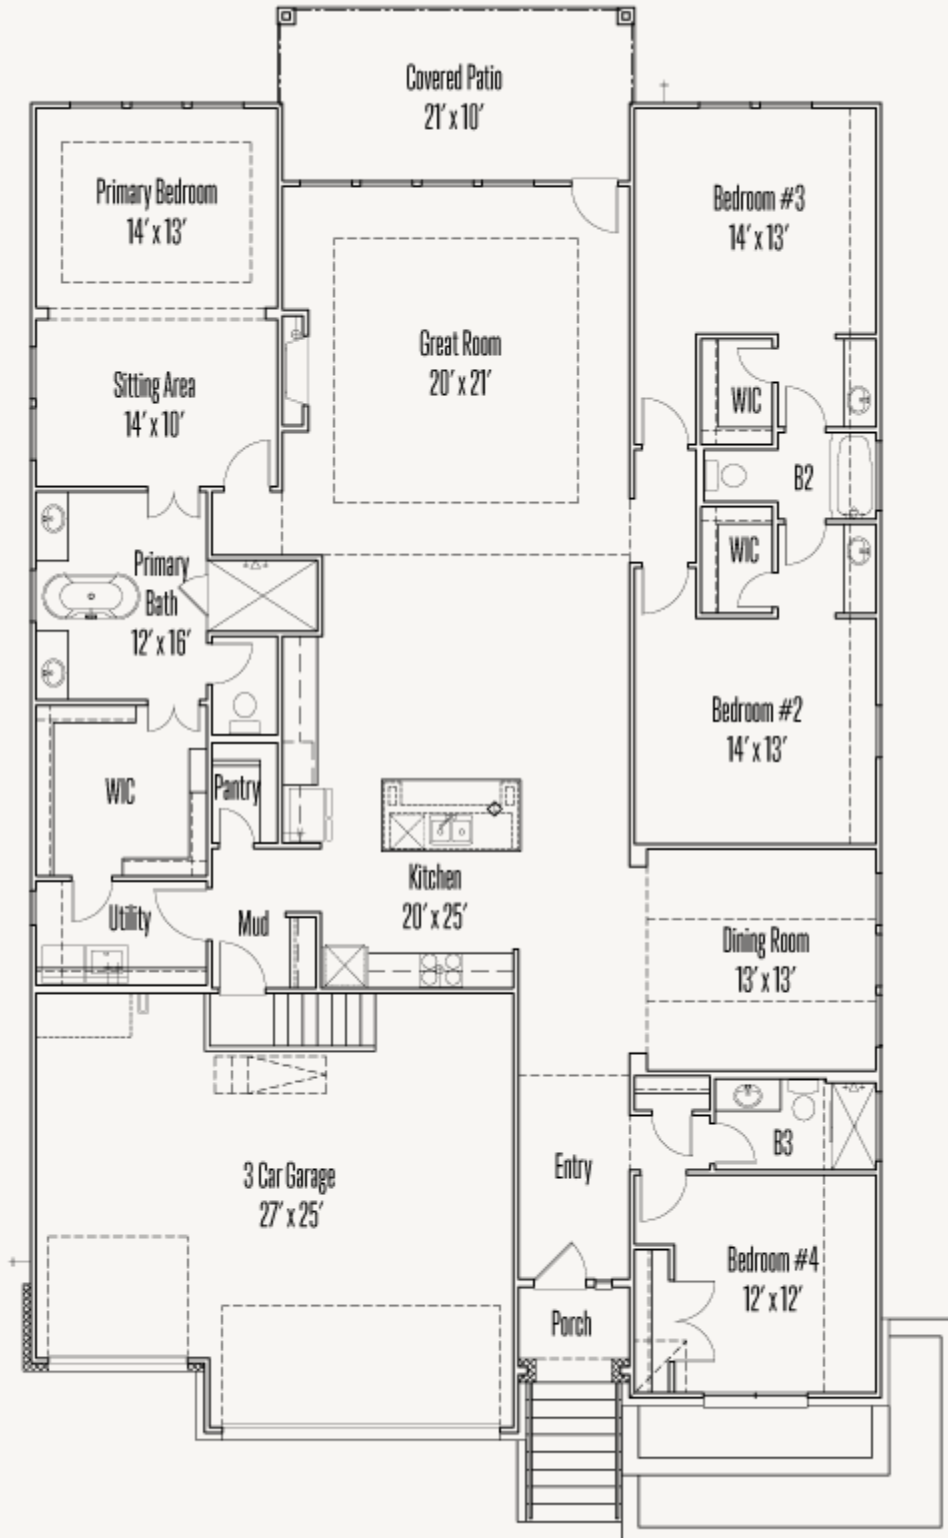 Covered Patio
21' x 10'
Primary Bedroom
14' x 13'
Bedroom #3
14' x 13'
Great Room
20' x 21'
Sitting Area
14' x 10'
WIC
B2
WIC
Primary
Bath
12' x 16'
Bedroom #2
14' x 13'
WIC
Pantry
Kitchen
20' x 25'
Utility
Mud
Dining Room
13' x 13'
B3
Entry
3 Car Garage
27' x 25'
Bedroom #4
12' x 12'
Porch